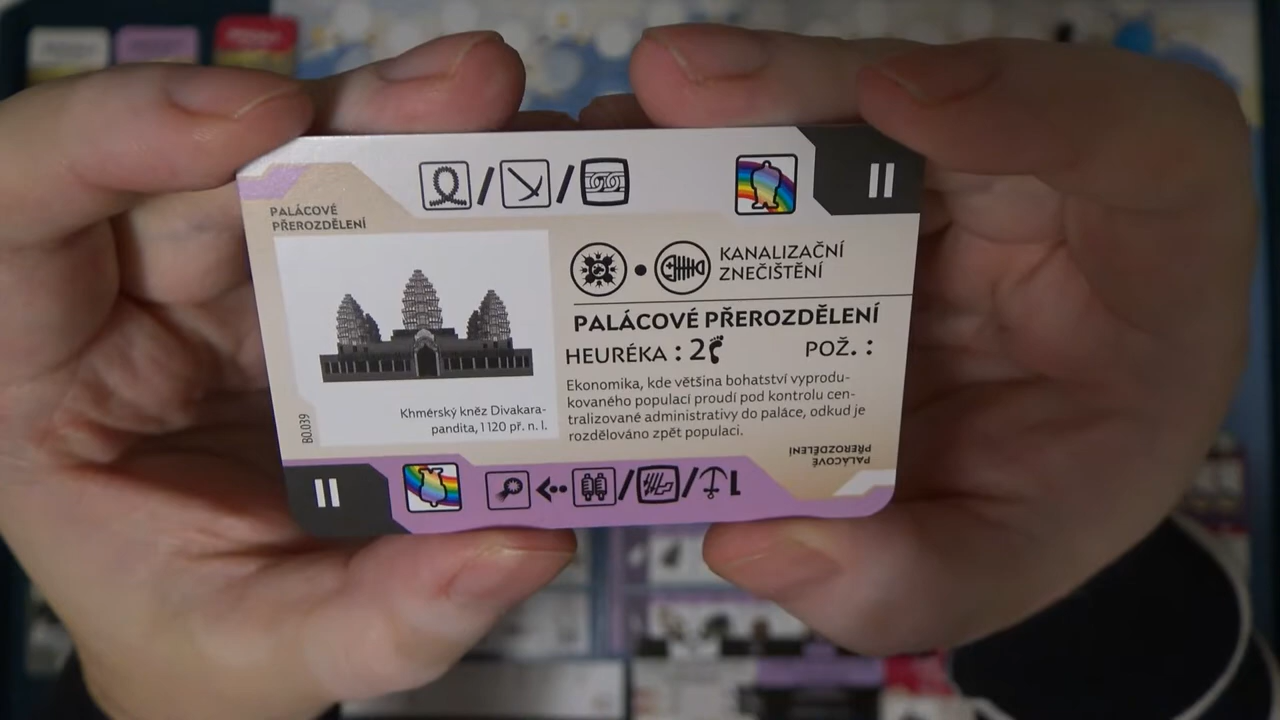 II
PALÁCOVÉ
PŘEROZDĚLENÍ
KANALIZAČNÍ
ZNEČIŠTĚNÍ
PALÁCOVÉ PŘEROZDĚLENÍ
HEURÉKA : 2
POŽ. :
Ekonomika, kde většina bohatství vyprodu-
kovaného populací proudí pod kontrolu cen-
tralizované administrativy do paláce, odkud je
rozdělováno zpět populaci.
Khmérský kněz Divakara-
pandita, 1120 př. n. l.
B0.039
PALÁCOVÉ
PŘEROZDĚLENÍ
II
1